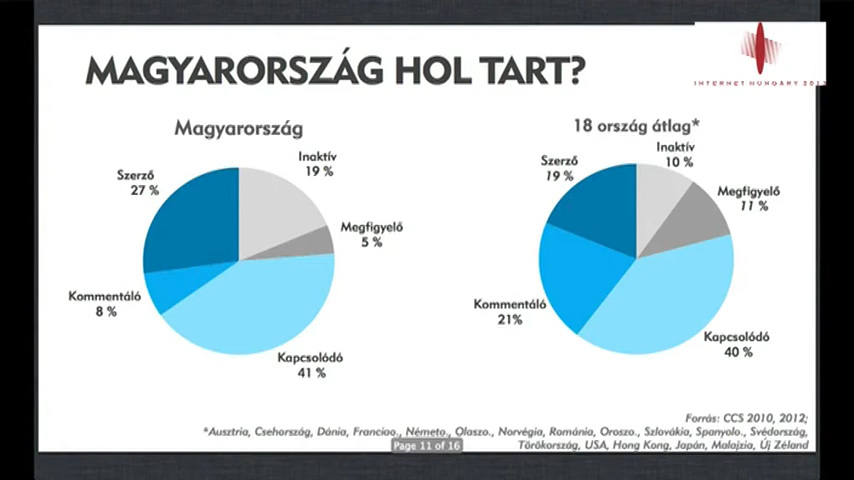 MAGYARORSZÁG HOL TART?
INTERNET HUNGARY 2013
Magyarország
Inaktív
19 %
Szerző
27 %
Megfigyelő
5 %
Kommentáló
8 %
Kapcsolódó
41 %
18 ország átlag*
Inaktív
10 %
Szerző
19 %
Megfigyelő
11 %
Kommentáló
21%
Kapcsolódó
40 %
Forrás: CCS 2010, 2012;
*Ausztria, Csehország, Dánia, Franciao., Németo., Olaszo., Norvégia, Románia, Oroszo., Szlovákia, Spanyolo., Svédország,
Törökország, USA, Hong Kong, Japán, Malajzia, Új Zéland
Page 11 of 16